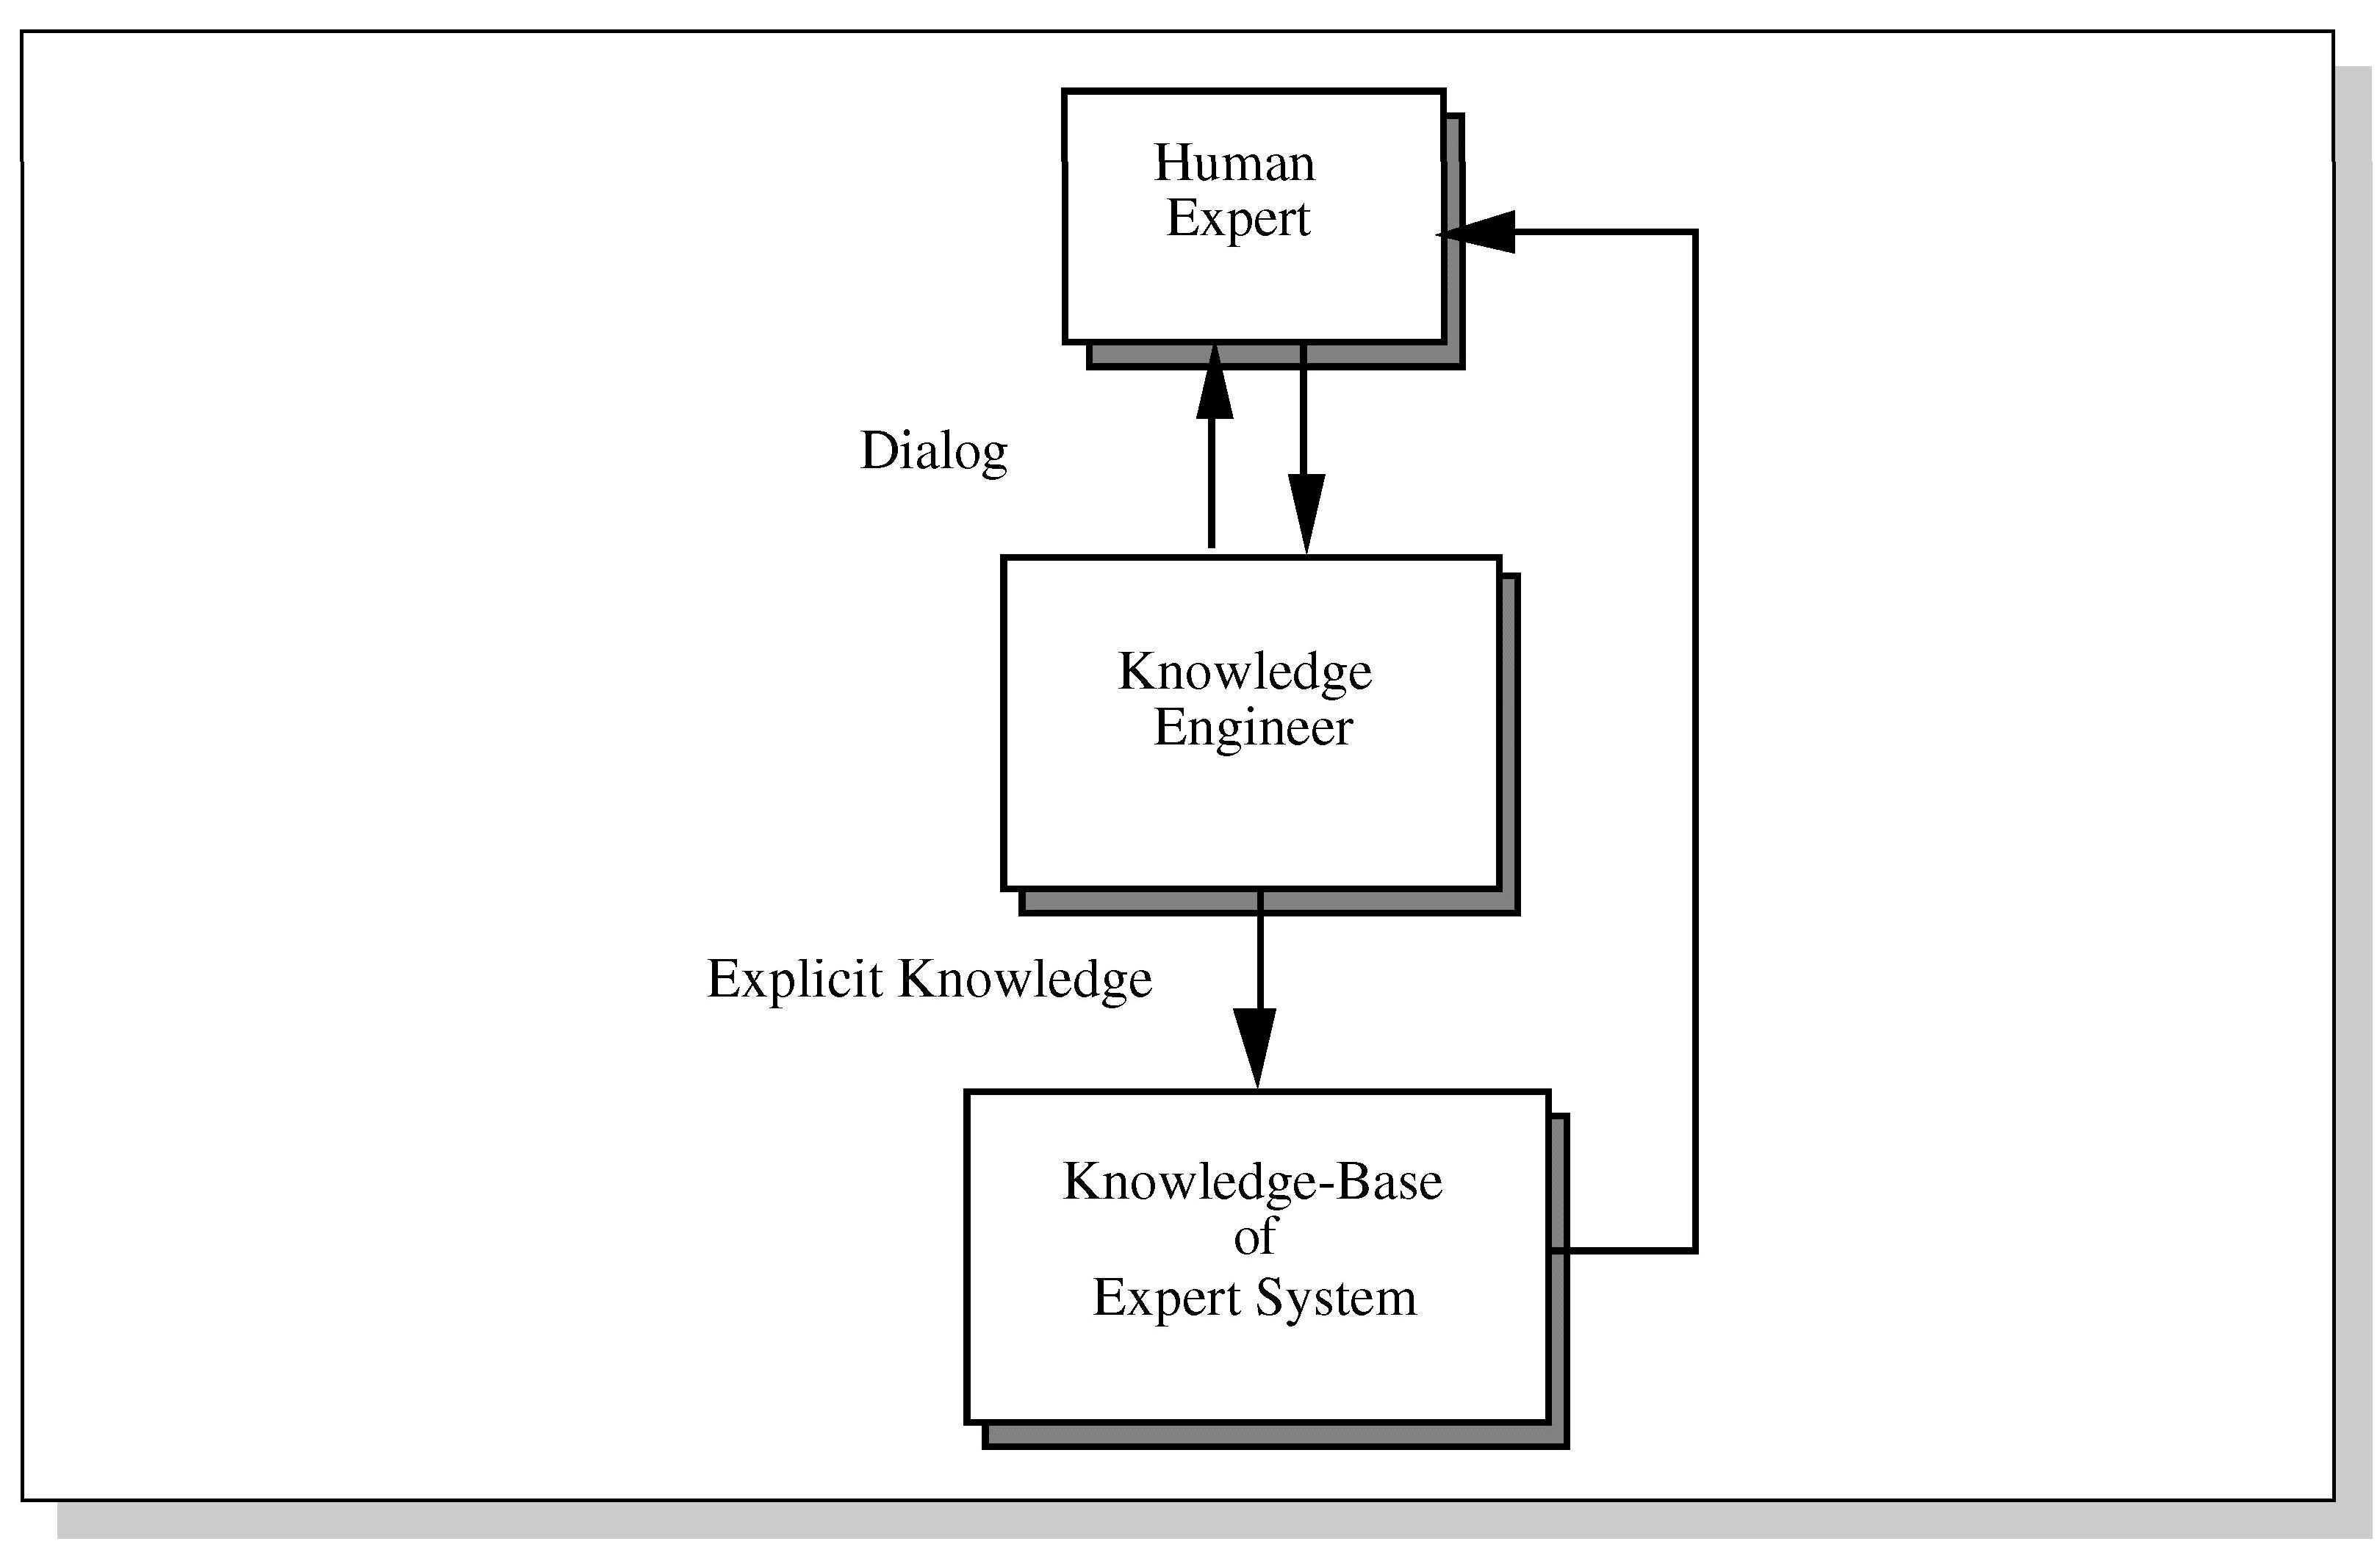 Human
Expert
Dialog
Knowledge
Engineer
Explicit Knowledge
Knowledge-Base
of
Expert System